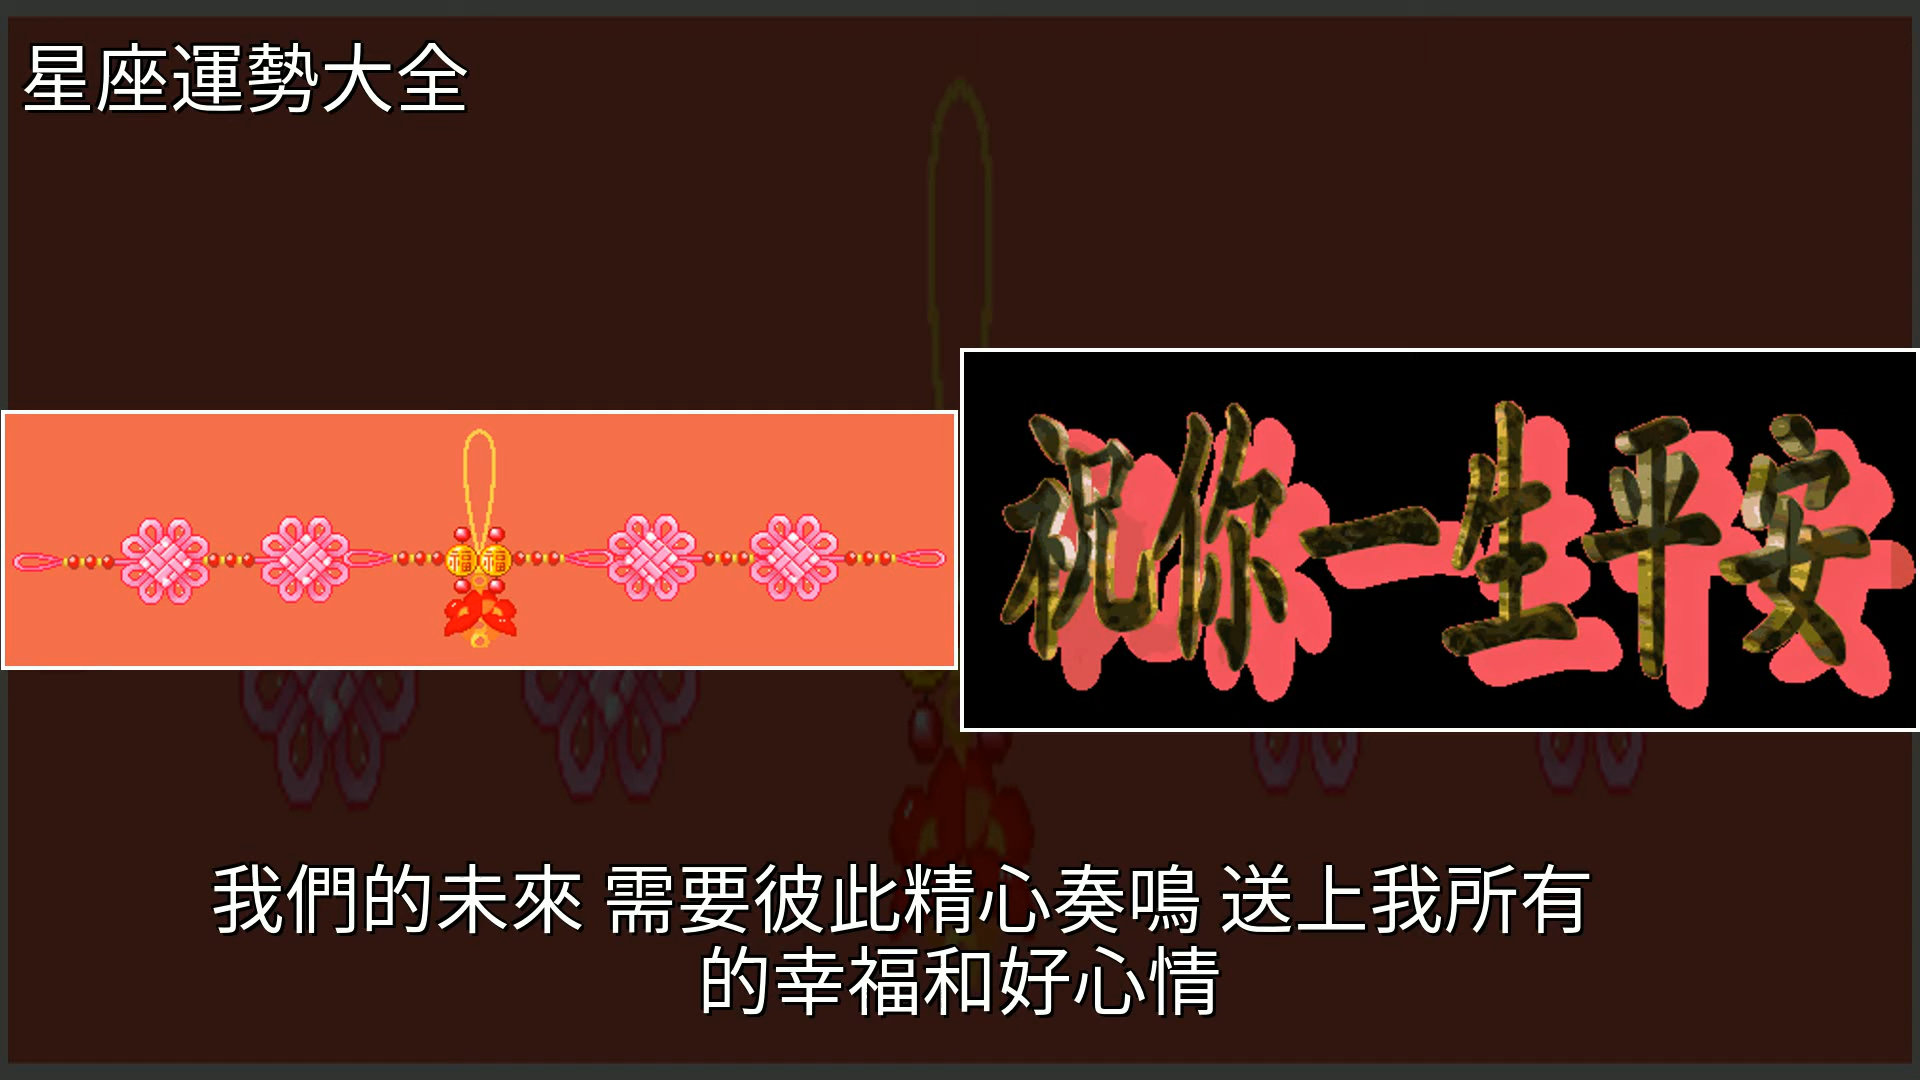 星座運勢大全
福 福
祝你一生平安
我們的未來 需要彼此精心奏鳴 送上我所有
的幸福和好心情